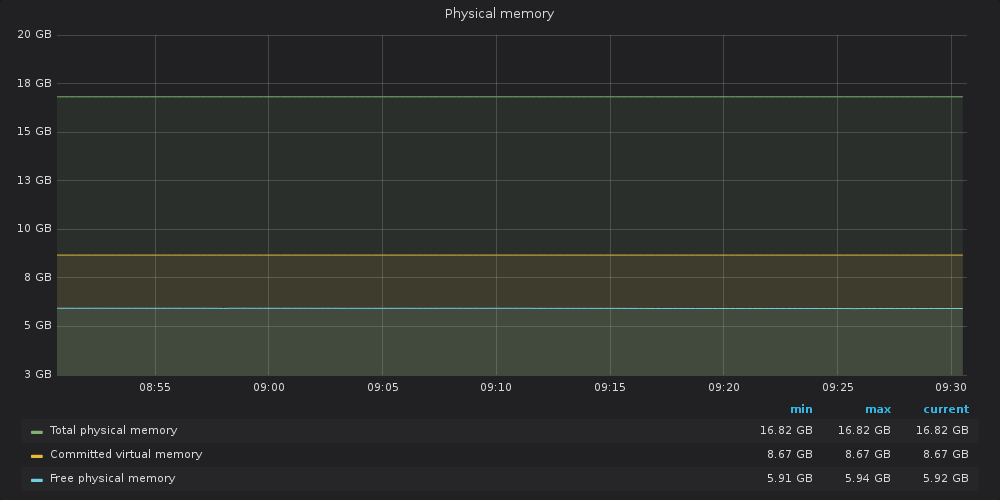 Physical memory
20 GB
18 GB
15 GB
13 GB
10 GB
8 GB
5 GB
3 GB
08:55 09:00 09:05 09:10 09:15 09:20 09:25 09:30
min max current
Total physical memory 16.82 GB 16.82 GB 16.82 GB
Committed virtual memory 8.67 GB 8.67 GB 8.67 GB
Free physical memory 5.91 GB 5.94 GB 5.92 GB